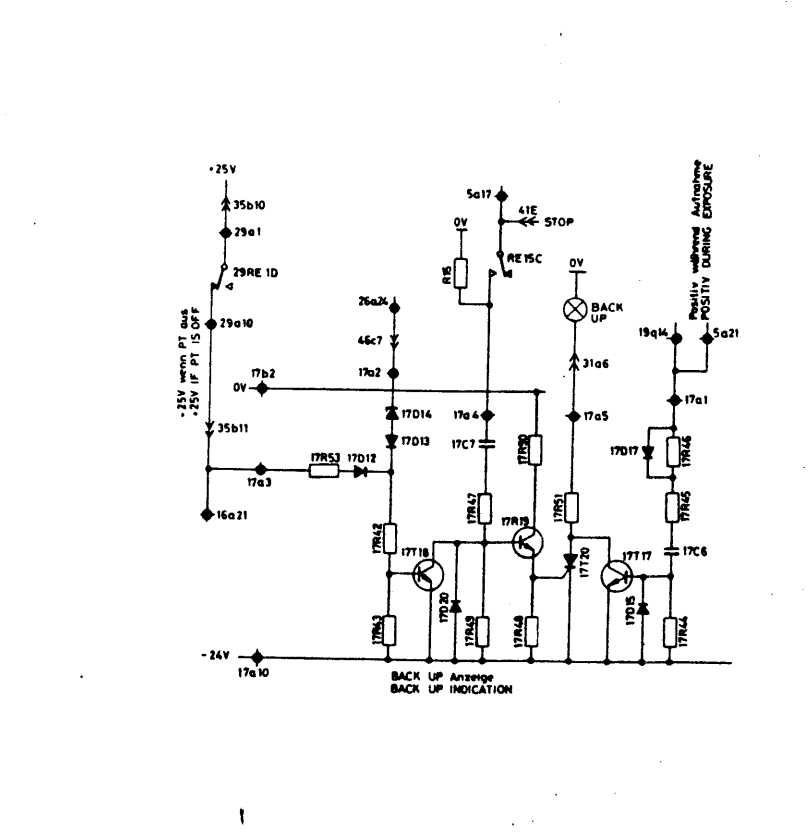 +25V
35b10
29a1
29RE1D
29a10
-25V wenn PT aus
+25V IF PT IS OFF
35b11
17a3
16a21
17b2
0V
26a24
46c7
17a2
17D14
17D13
17R53
17D12
17R42
17T18
17R43
17D20
5a17
41E
STOP
0V
R15
RE15C
17a4
17C7
17R47
17R49
17R50
17R19
17R48
0V
BACK
UP
31a6
17a5
17R51
17T20
17T17
17D15
Positiv während Aufnahme
POSITIV DURING EXPOSURE
19q14
5a21
17a1
17D17
17R46
17R45
17C6
17R44
-24V
17a10
BACK UP Anzeige
BACK UP INDICATION